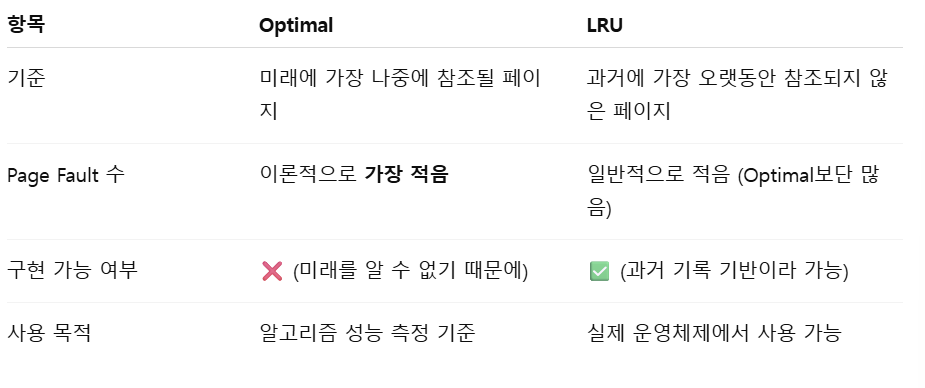 항목 Optimal LRU
기준 미래에 가장 나중에 참조될 페이 과거에 가장 오랫동안 참조되지 않
지 은 페이지
Page Fault 수 이론적으로 가장 적음 일반적으로 적음 (Optimal보단 많
음)
구현 가능 여부 ❌ (미래를 알 수 없기 때문에) ✅ (과거 기록 기반이라 가능)
사용 목적 알고리즘 성능 측정 기준 실제 운영체제에서 사용 가능